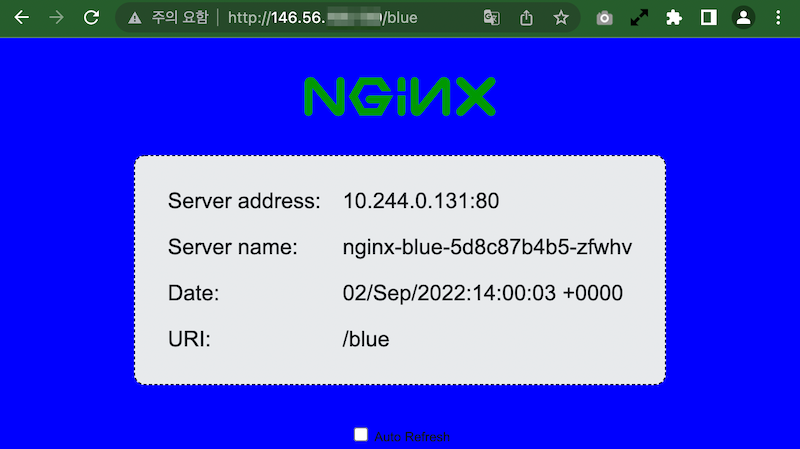 주의 요함 http://146.56. /blue
NGINX
Server address: 10.244.0.131:80
Server name: nginx-blue-5d8c87b4b5-zfwhv
Date: 02/Sep/2022:14:00:03 +0000
URI: /blue
Auto Refresh